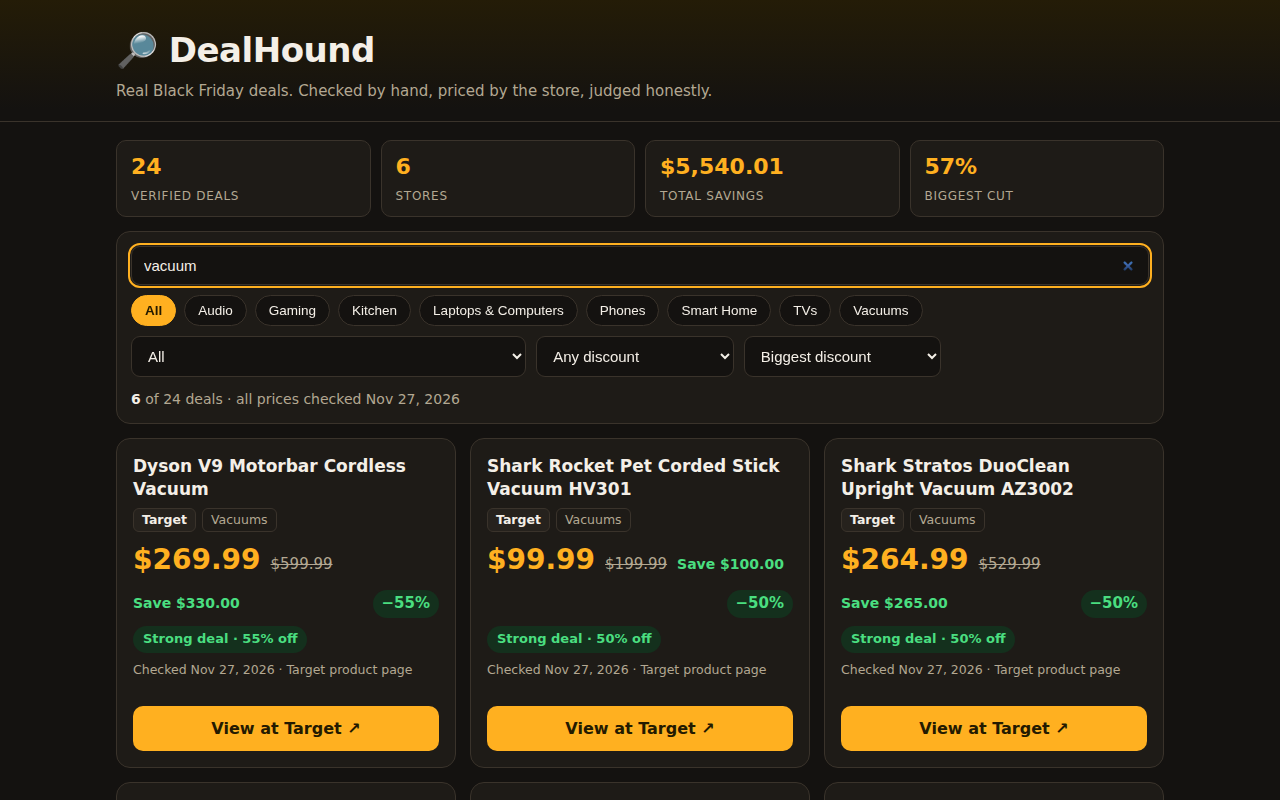 DealHound
Real Black Friday deals. Checked by hand, priced by the store, judged honestly.
24
VERIFIED DEALS
6
STORES
$5,540.01
TOTAL SAVINGS
57%
BIGGEST CUT
vacuum
All Audio Gaming Kitchen Laptops & Computers Phones Smart Home TVs Vacuums
All Any discount Biggest discount
6 of 24 deals · all prices checked Nov 27, 2026
Dyson V9 Motorbar Cordless
Vacuum
Target Vacuums
$269.99 $599.99
Save $330.00 −55%
Strong deal · 55% off
Checked Nov 27, 2026 · Target product page
View at Target ↗
Shark Rocket Pet Corded Stick
Vacuum HV301
Target Vacuums
$99.99 $199.99 Save $100.00
−50%
Strong deal · 50% off
Checked Nov 27, 2026 · Target product page
View at Target ↗
Shark Stratos DuoClean
Upright Vacuum AZ3002
Target Vacuums
$264.99 $529.99
Save $265.00 −50%
Strong deal · 50% off
Checked Nov 27, 2026 · Target product page
View at Target ↗